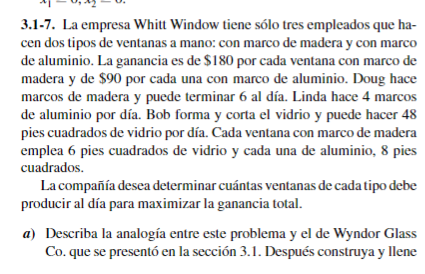 3.1-7. La empresa Whitt Window tiene sólo tres empleados que ha-
cen dos tipos de ventanas a mano: con marco de madera y con marco
de aluminio. La ganancia es de $180 por cada ventana con marco de
madera y de $90 por cada una con marco de aluminio. Doug hace
marcos de madera y puede terminar 6 al día. Linda hace 4 marcos
de aluminio por día. Bob forma y corta el vidrio y puede hacer 48
pies cuadrados de vidrio por día. Cada ventana con marco de madera
emplea 6 pies cuadrados de vidrio y cada una de aluminio, 8 pies
cuadrados.
La compañía desea determinar cuántas ventanas de cada tipo debe
producir al día para maximizar la ganancia total.
a) Describa la analogía entre este problema y el de Wyndor Glass
Co. que se presentó en la sección 3.1. Después construya y llene